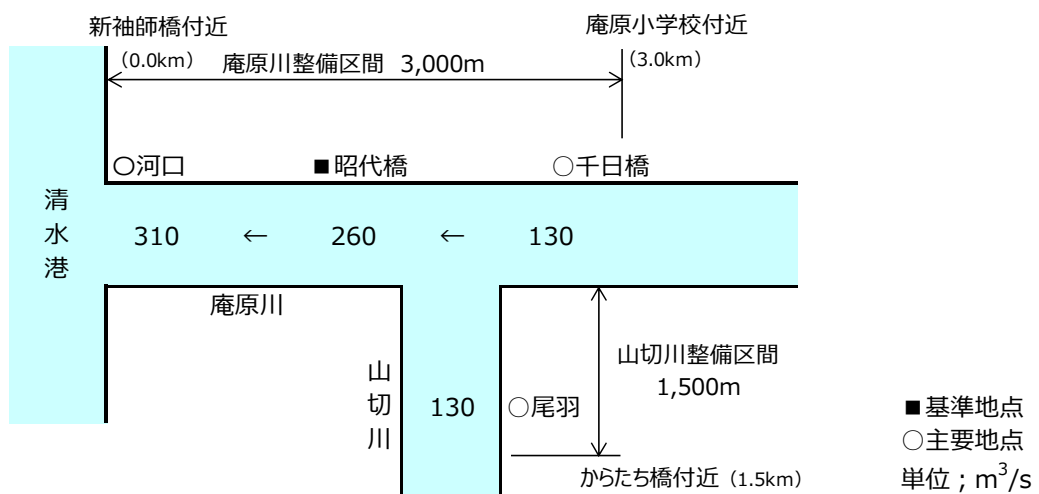 新袖師橋付近
庵原小学校付近
（0.0km）
庵原川整備区間 3,000m
（3.0km）
○河口
■昭代橋
○千日橋
清水港
310 ← 260 ← 130
庵原川
山切川
130
○尾羽
山切川整備区間
1,500m
からたち橋付近（1.5km）
■基準地点
○主要地点
単位；m³/s